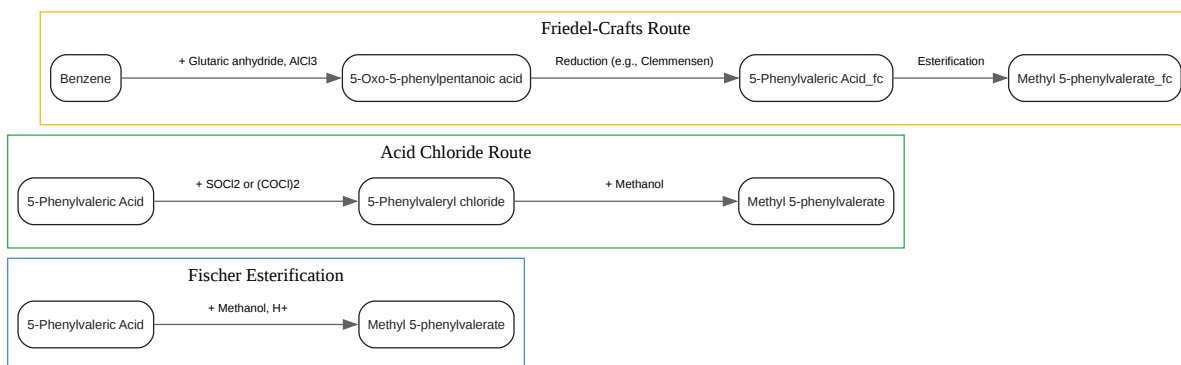 Friedel-Crafts Route
Benzene
+ Glutaric anhydride, AlCl3
5-Oxo-5-phenylpentanoic acid
Reduction (e.g., Clemmensen)
5-Phenylvaleric Acid_fc
Esterification
Methyl 5-phenylvalerate_fc
Acid Chloride Route
5-Phenylvaleric Acid
+ SOCl2 or (COCl)2
5-Phenylvaleryl chloride
+ Methanol
Methyl 5-phenylvalerate
Fischer Esterification
5-Phenylvaleric Acid
+ Methanol, H+
Methyl 5-phenylvalerate